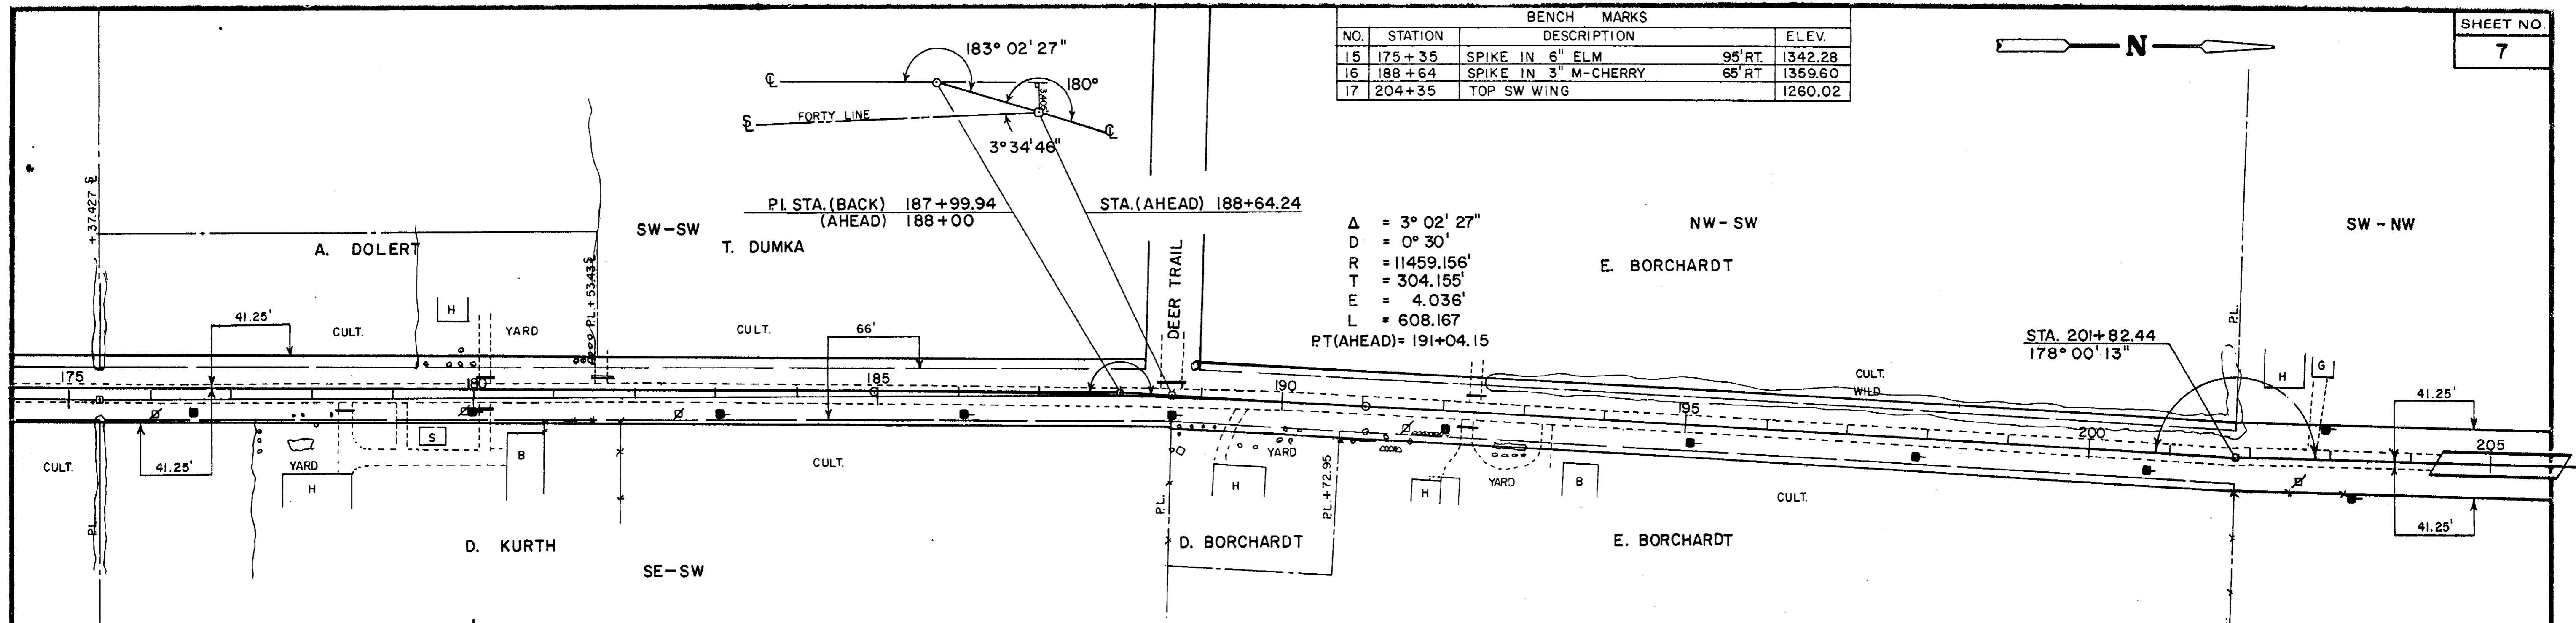 BENCH MARKS
NO. STATION DESCRIPTION ELEV.
15 175+35 SPIKE IN 6" ELM 95'RT. 1342.28
16 188+64 SPIKE IN 3" M-CHERRY 65'RT 1359.60
17 204+35 TOP SW WING 1260.02
SHEET NO.
7
N
183° 02' 27"
180°
3.405'
FORTY LINE
3° 34' 46"
P.I. STA. (BACK) 187+99.94
(AHEAD) 188+00
STA. (AHEAD) 188+64.24
+37.427
A. DOLERT
SW-SW
T. DUMKA
P.L. +53.43
DEER TRAIL
Δ = 3° 02' 27"
D = 0° 30'
R = 11459.156'
T = 304.155'
E = 4.036'
L = 608.167
P.T (AHEAD) = 191+04.15
NW-SW
E. BORCHARDT
SW-NW
P.L.
STA. 201+82.44
178° 00' 13"
41.25'
CULT.
H
YARD
CULT.
66'
CULT.
WILD
H
G
41.25'
175
180
185
190
195
200
205
CULT.
41.25'
YARD
H
S
B
CULT.
YARD
H
H
YARD
B
CULT.
41.25'
P.L.
P.L.
P.L. +72.95
D. KURTH
D. BORCHARDT
E. BORCHARDT
SE-SW